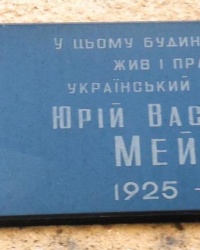 У ЦЬОМУ БУДИН
ЖИВ І ПРА
УКРАЇНСЬКИЙ
ЮРІЙ ВАС
МЕЙ
1925 -